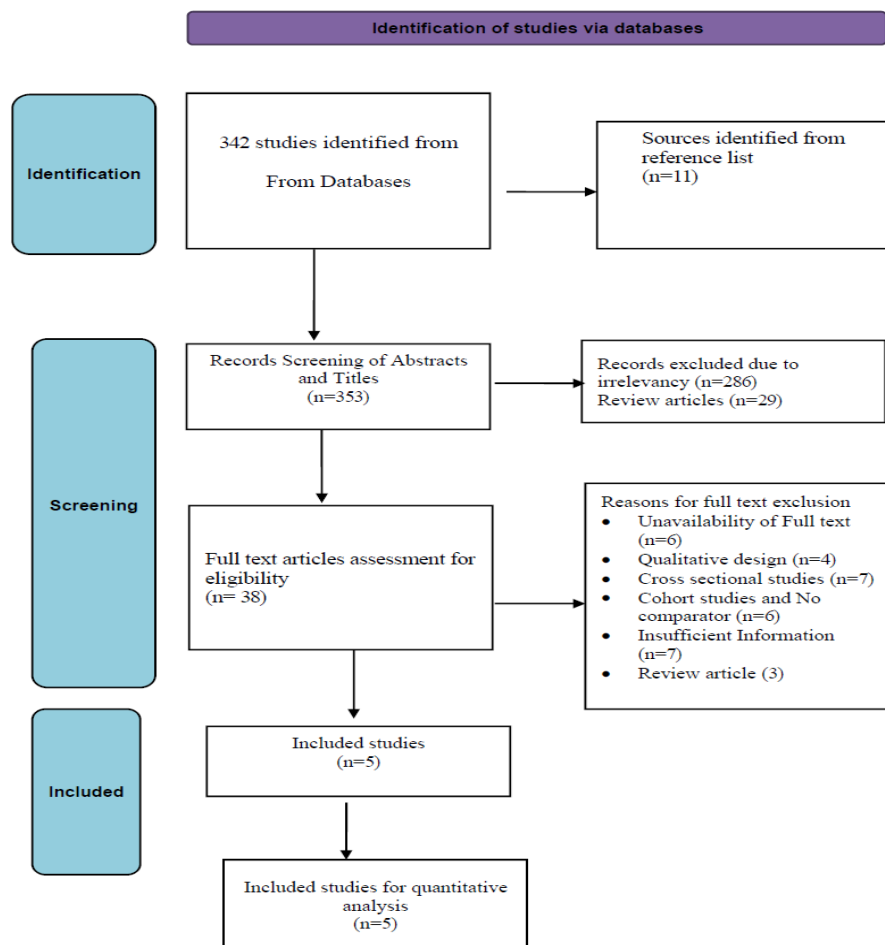 Identification of studies via databases
Identification
342 studies identified from
From Databases
Sources identified from
reference list
(n=11)
Screening
Records Screening of Abstracts
and Titles
(n=353)
Records excluded due to
irrelevancy (n=286)
Review articles (n=29)
Full text articles assessment for
eligibility
(n= 38)
Reasons for full text exclusion
• Unavailability of Full text
(n=6)
• Qualitative design (n=4)
• Cross sectional studies (n=7)
• Cohort studies and No
comparator (n=6)
• Insufficient Information
(n=7)
• Review article (3)
Included
Included studies
(n=5)
Included studies for quantitative
analysis
(n=5)